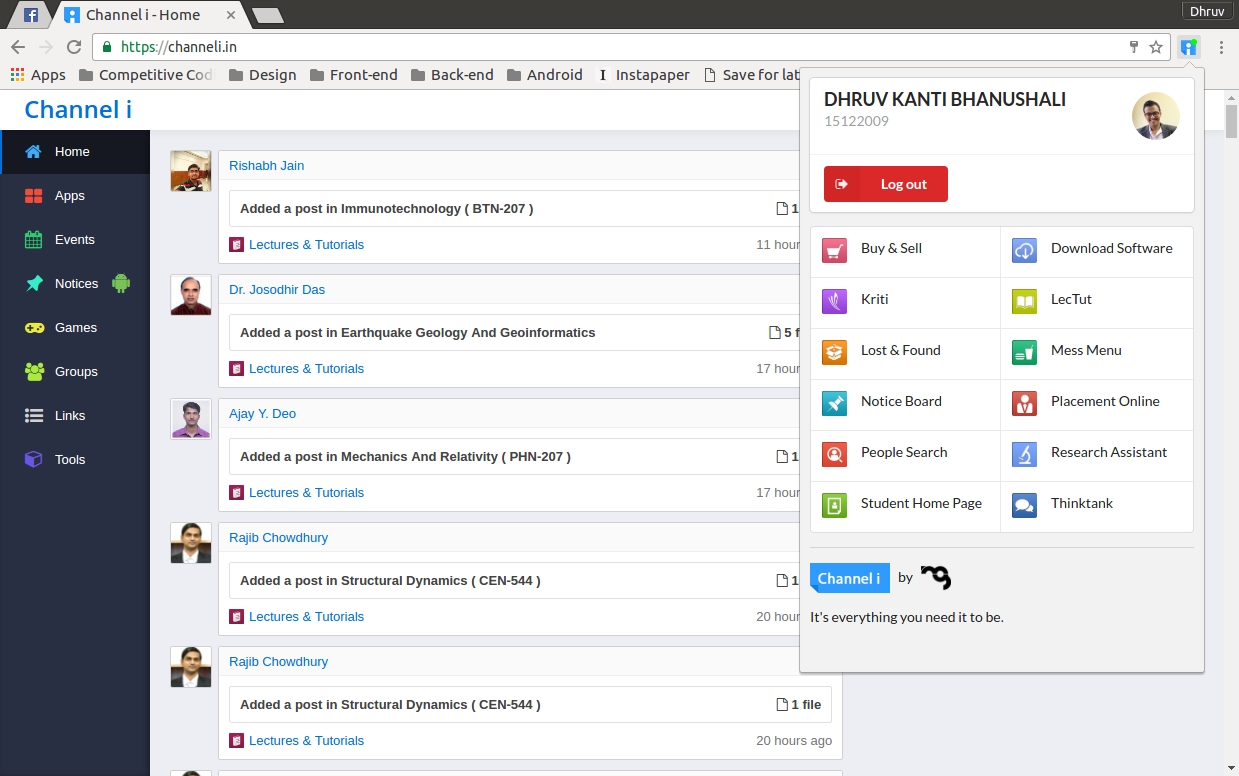 Channel i - Home
Dhruv
https://channeli.in
Apps
Competitive Cod
Design
Front-end
Back-end
Android
I Instapaper
Save for lat
Channel i
Home
Apps
Events
Notices
Games
Groups
Links
Tools
Rishabh Jain
Added a post in Immunotechnology ( BTN-207 )
1
Lectures & Tutorials
11 hour
Dr. Josodhir Das
Added a post in Earthquake Geology And Geoinformatics
5 f
Lectures & Tutorials
17 hour
Ajay Y. Deo
Added a post in Mechanics And Relativity ( PHN-207 )
1
Lectures & Tutorials
17 hour
Rajib Chowdhury
Added a post in Structural Dynamics ( CEN-544 )
1
Lectures & Tutorials
20 hour
Rajib Chowdhury
Added a post in Structural Dynamics ( CEN-544 )
1 file
Lectures & Tutorials
20 hours ago
DHRUV KANTI BHANUSHALI
15122009
Log out
Buy & Sell
Download Software
Kriti
LecTut
Lost & Found
Mess Menu
Notice Board
Placement Online
People Search
Research Assistant
Student Home Page
Thinktank
Channel i by
It's everything you need it to be.